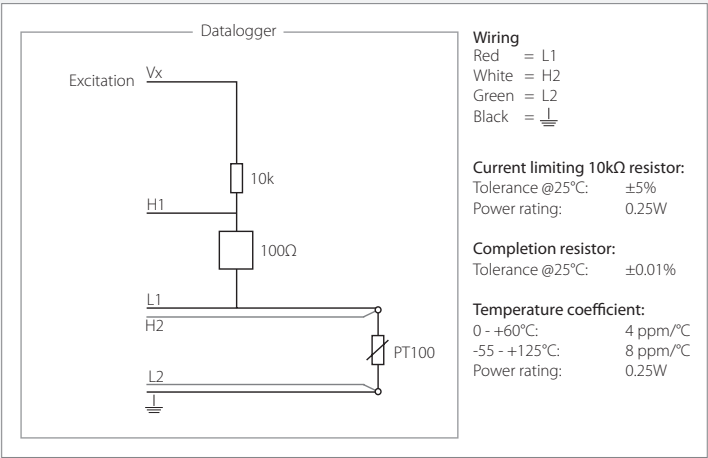 Datalogger
Excitation Vx
10k
H1
100Ω
L1
H2
PT100
L2
Wiring
Red = L1
White = H2
Green = L2
Black = ⏚
Current limiting 10kΩ resistor:
Tolerance @25°C: ±5%
Power rating: 0.25W
Completion resistor:
Tolerance @25°C: ±0.01%
Temperature coefficient:
0 - +60°C: 4 ppm/°C
-55 - +125°C: 8 ppm/°C
Power rating: 0.25W